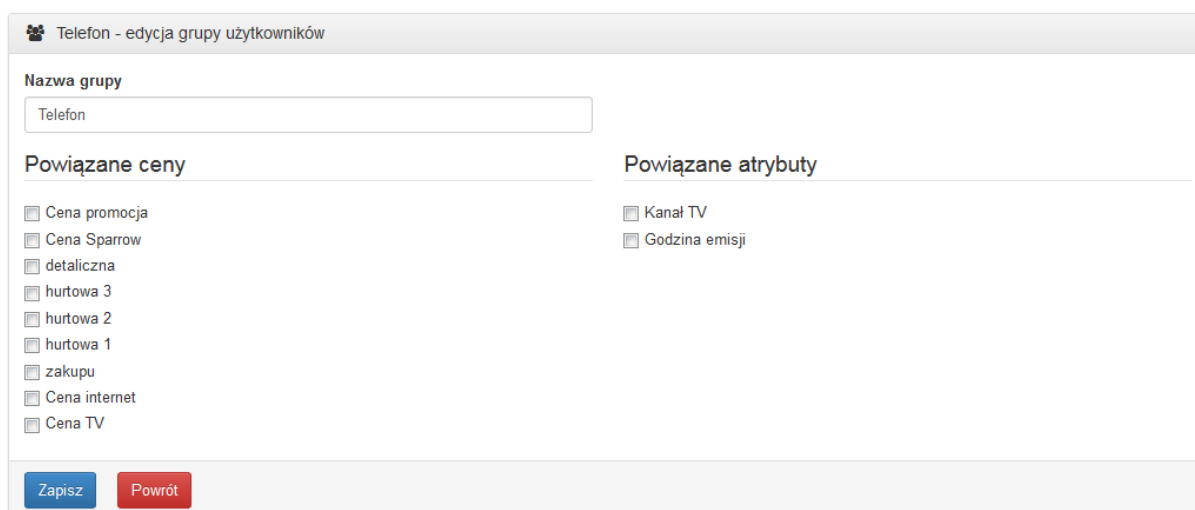 Telefon - edycja grupy użytkowników
Nazwa grupy
Telefon
Powiązane ceny
Cena promocja
Cena Sparrow
detaliczna
hurtowa 3
hurtowa 2
hurtowa 1
zakupu
Cena internet
Cena TV
Powiązane atrybuty
Kanał TV
Godzina emisji
Zapisz Powrót